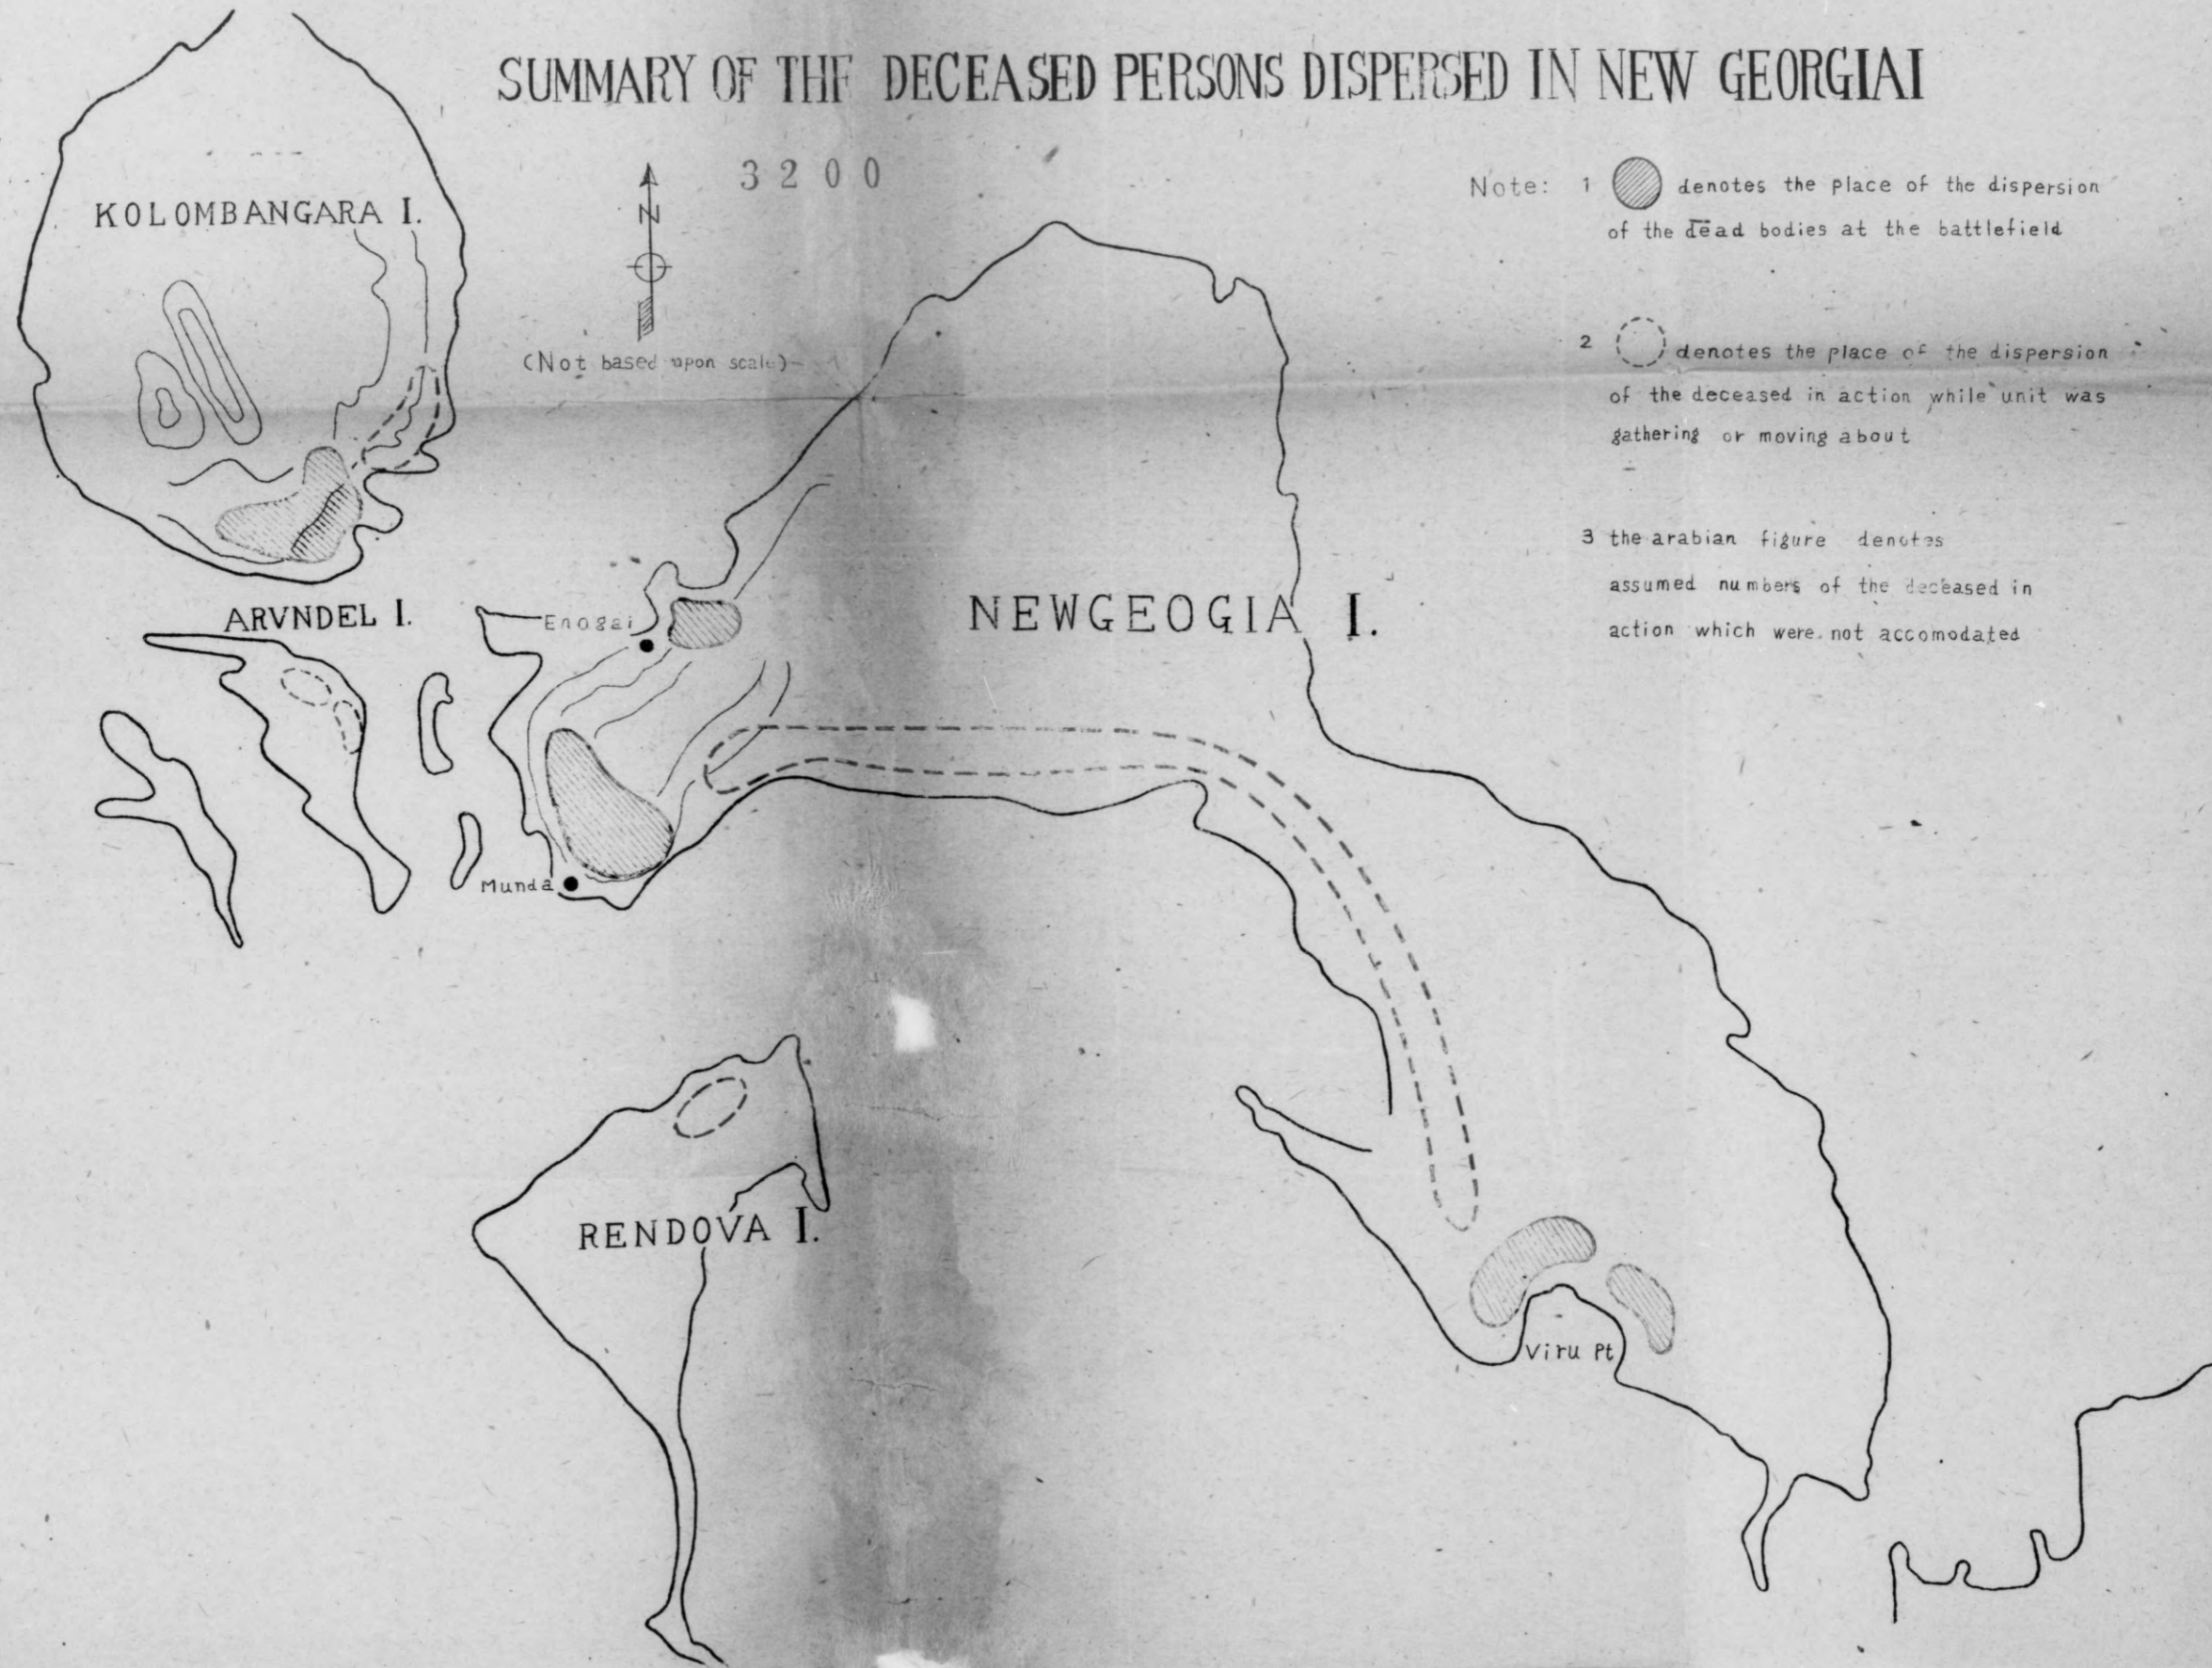 SUMMARY OF THE DECEASED PERSONS DISPERSED IN NEW GEORGIAI
3200
N
(Not based upon scale)
Note: 1 denotes the place of the dispersion
of the dead bodies at the battlefield
2 denotes the place of the dispersion
of the deceased in action while unit was
gathering or moving about
3 the arabian figure denotes
assumed numbers of the deceased in
action which were not accomodated
KOLOMBANGARA I.
ARVNDEL I.
Enogai
NEWGEOGIA I.
Munda
RENDOVA I.
Viru Pt